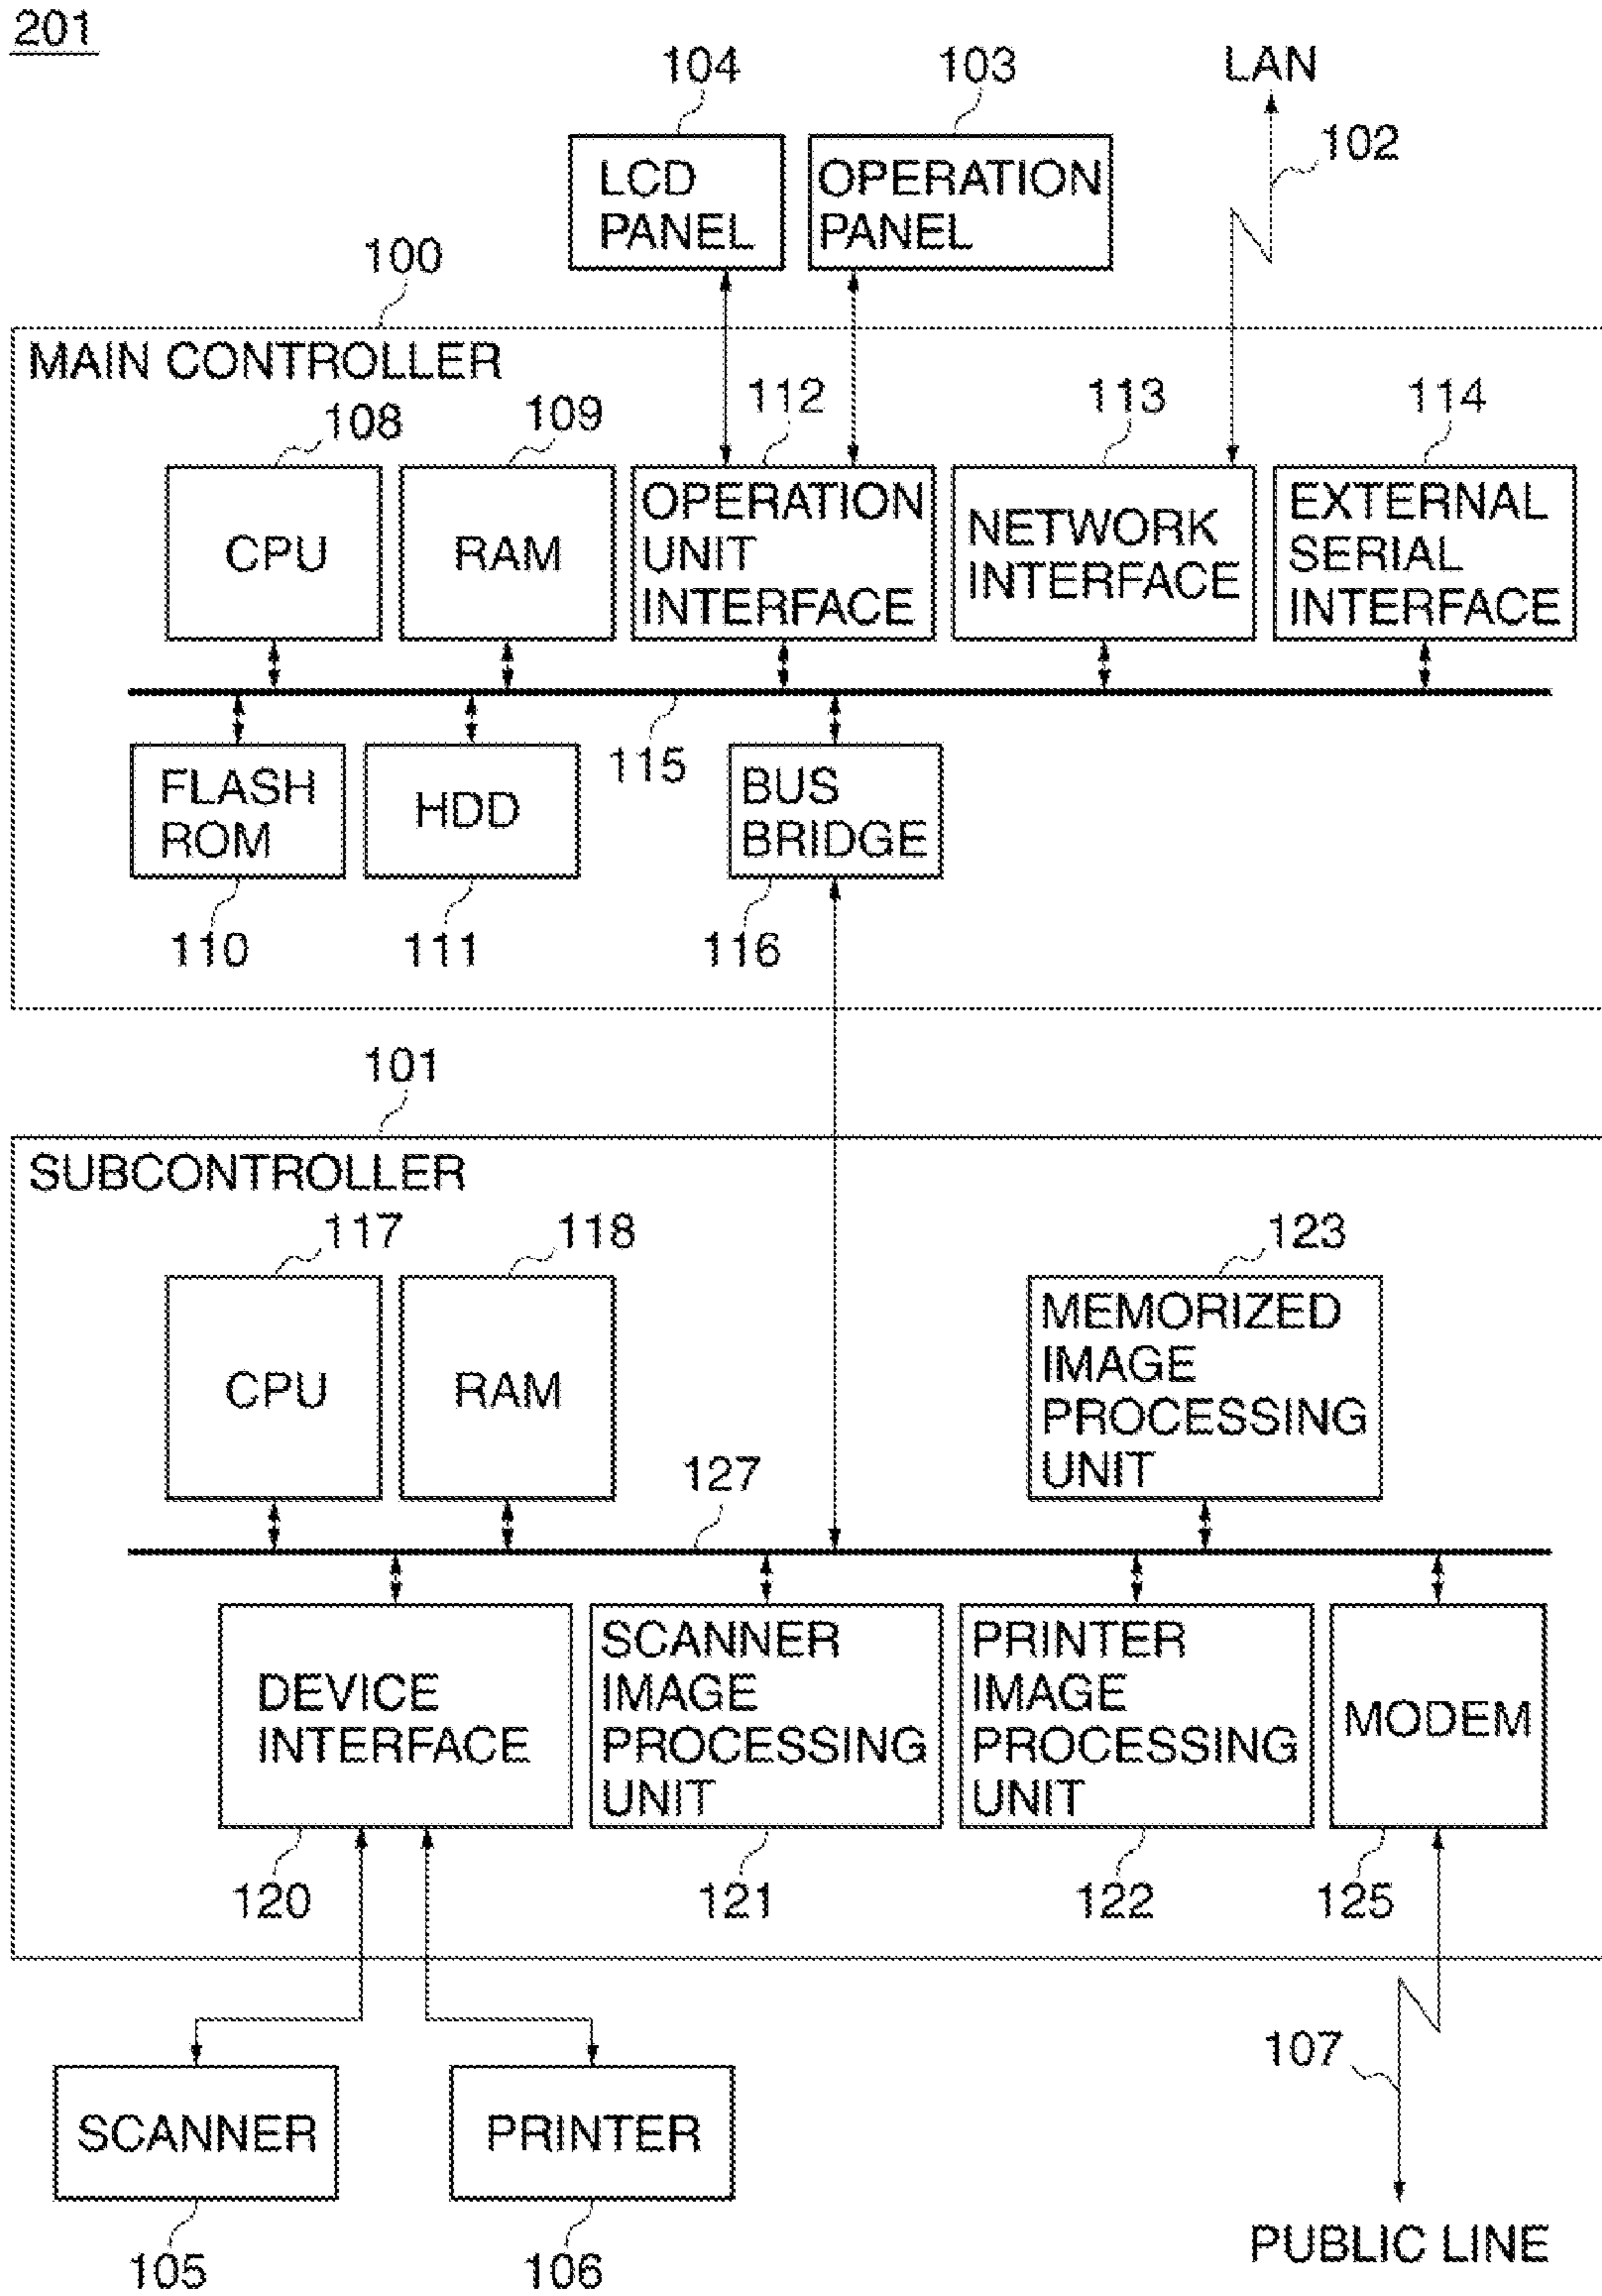 201
104
103
LAN
102
LCD
PANEL
OPERATION
PANEL
100
MAIN CONTROLLER
108
109
112
113
114
CPU
RAM
OPERATION
UNIT
INTERFACE
NETWORK
INTERFACE
EXTERNAL
SERIAL
INTERFACE
115
FLASH
ROM
HDD
BUS
BRIDGE
110
111
116
101
SUBCONTROLLER
117
118
123
CPU
RAM
MEMORIZED
IMAGE
PROCESSING
UNIT
127
DEVICE
INTERFACE
SCANNER
IMAGE
PROCESSING
UNIT
PRINTER
IMAGE
PROCESSING
UNIT
MODEM
120
121
122
125
107
SCANNER
PRINTER
105
106
PUBLIC LINE